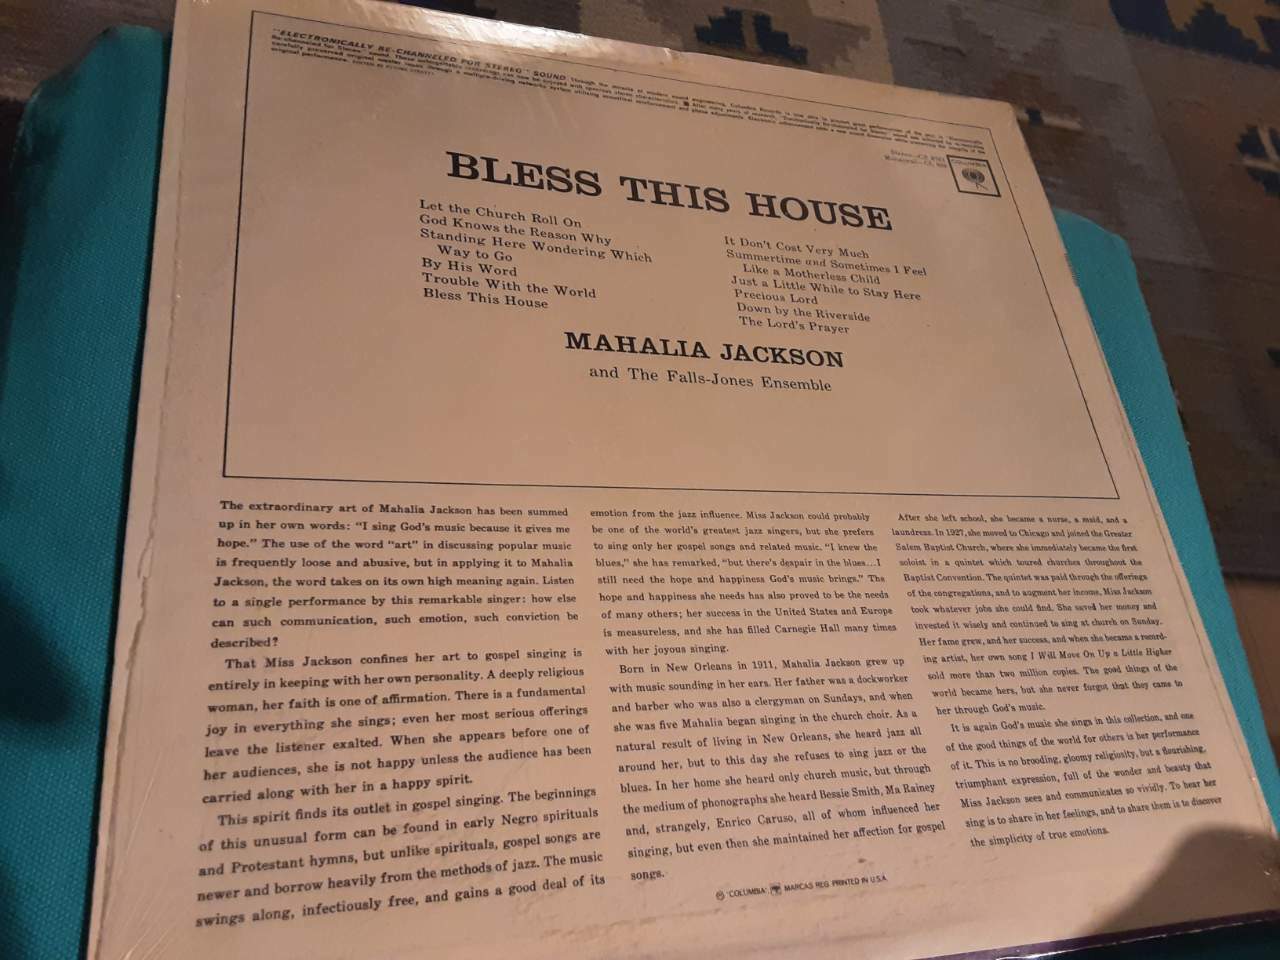 "ELECTRONICALLY RE-CHANNELED FOR STEREO" SOUND
BLESS THIS HOUSE
COLUMBIA
Let the Church Roll On
God Knows the Reason Why
Standing Here Wondering Which
Way to Go
By His Word
Trouble With the World
Bless This House
It Don't Cost Very Much
Summertime and Sometimes I Feel
Like a Motherless Child
Just a Little While to Stay Here
Precious Lord
Down by the Riverside
The Lord's Prayer
MAHALIA JACKSON
and The Falls-Jones Ensemble
The extraordinary art of Mahalia Jackson has been summed
up in her own words: "I sing God's music because it gives me
hope." The use of the word "art" in discussing popular music
is frequently loose and abusive, but in applying it to Mahalia
Jackson, the word takes on its own high meaning again. Listen
to a single performance by this remarkable singer: how else
can such communication, such emotion, such conviction be
described?
That Miss Jackson confines her art to gospel singing is
entirely in keeping with her own personality. A deeply religious
woman, her faith is one of affirmation. There is a fundamental
joy in everything she sings; even her most serious offerings
leave the listener exalted. When she appears before one of
her audiences, she is not happy unless the audience has been
carried along with her in a happy spirit.
This spirit finds its outlet in gospel singing. The beginnings
of this unusual form can be found in early Negro spirituals
and Protestant hymns, but unlike spirituals, gospel songs are
newer and borrow heavily from the methods of jazz. The music
swings along, infectiously free, and gains a good deal of its
emotion from the jazz influence. Miss Jackson could probably
be one of the world's greatest jazz singers, but she prefers
to sing only her gospel songs and related music. "I knew the
blues," she has remarked, "but there's despair in the blues...I
still need the hope and happiness God's music brings." The
hope and happiness she needs has also proved to be the needs
of many others; her success in the United States and Europe
is measureless, and she has filled Carnegie Hall many times
with her joyous singing.
Born in New Orleans in 1911, Mahalia Jackson grew up
with music sounding in her ears. Her father was a dockworker
and barber who was also a clergyman on Sundays, and when
she was five Mahalia began singing in the church choir. As a
natural result of living in New Orleans, she heard jazz all
around her, but to this day she refuses to sing jazz or the
blues. In her home she heard only church music, but through
the medium of phonographs she heard Bessie Smith, Ma Rainey
and, strangely, Enrico Caruso, all of whom influenced her
singing, but even then she maintained her affection for gospel
songs.
After she left school, she became a nurse, a maid, and a
laundress. In 1927, she moved to Chicago and joined the Greater
Salem Baptist Church, where she immediately became the first
soloist in a quintet which toured churches throughout the
Baptist Convention. The quintet was paid through the offerings
of the congregations, and to augment her income, Miss Jackson
took whatever jobs she could find. She saved her money and
invested it wisely and continued to sing at church on Sunday.
Her fame grew, and her success, and when she became a record-
ing artist, her own song I Will Move On Up a Little Higher
sold more than two million copies. The good things of the
world became hers, but she never forgot that they came to
her through God's music.
It is again God's music she sings in this collection, and one
of the good things of the world for others is her performance
of it. This is no brooding, gloomy religiosity, but a flourishing,
triumphant expression, full of the wonder and beauty that
Miss Jackson sees and communicates so vividly. To hear her
sing is to share in her feelings, and to share them is to discover
the simplicity of true emotions.
"COLUMBIA", MARCAS REG. PRINTED IN U.S.A.